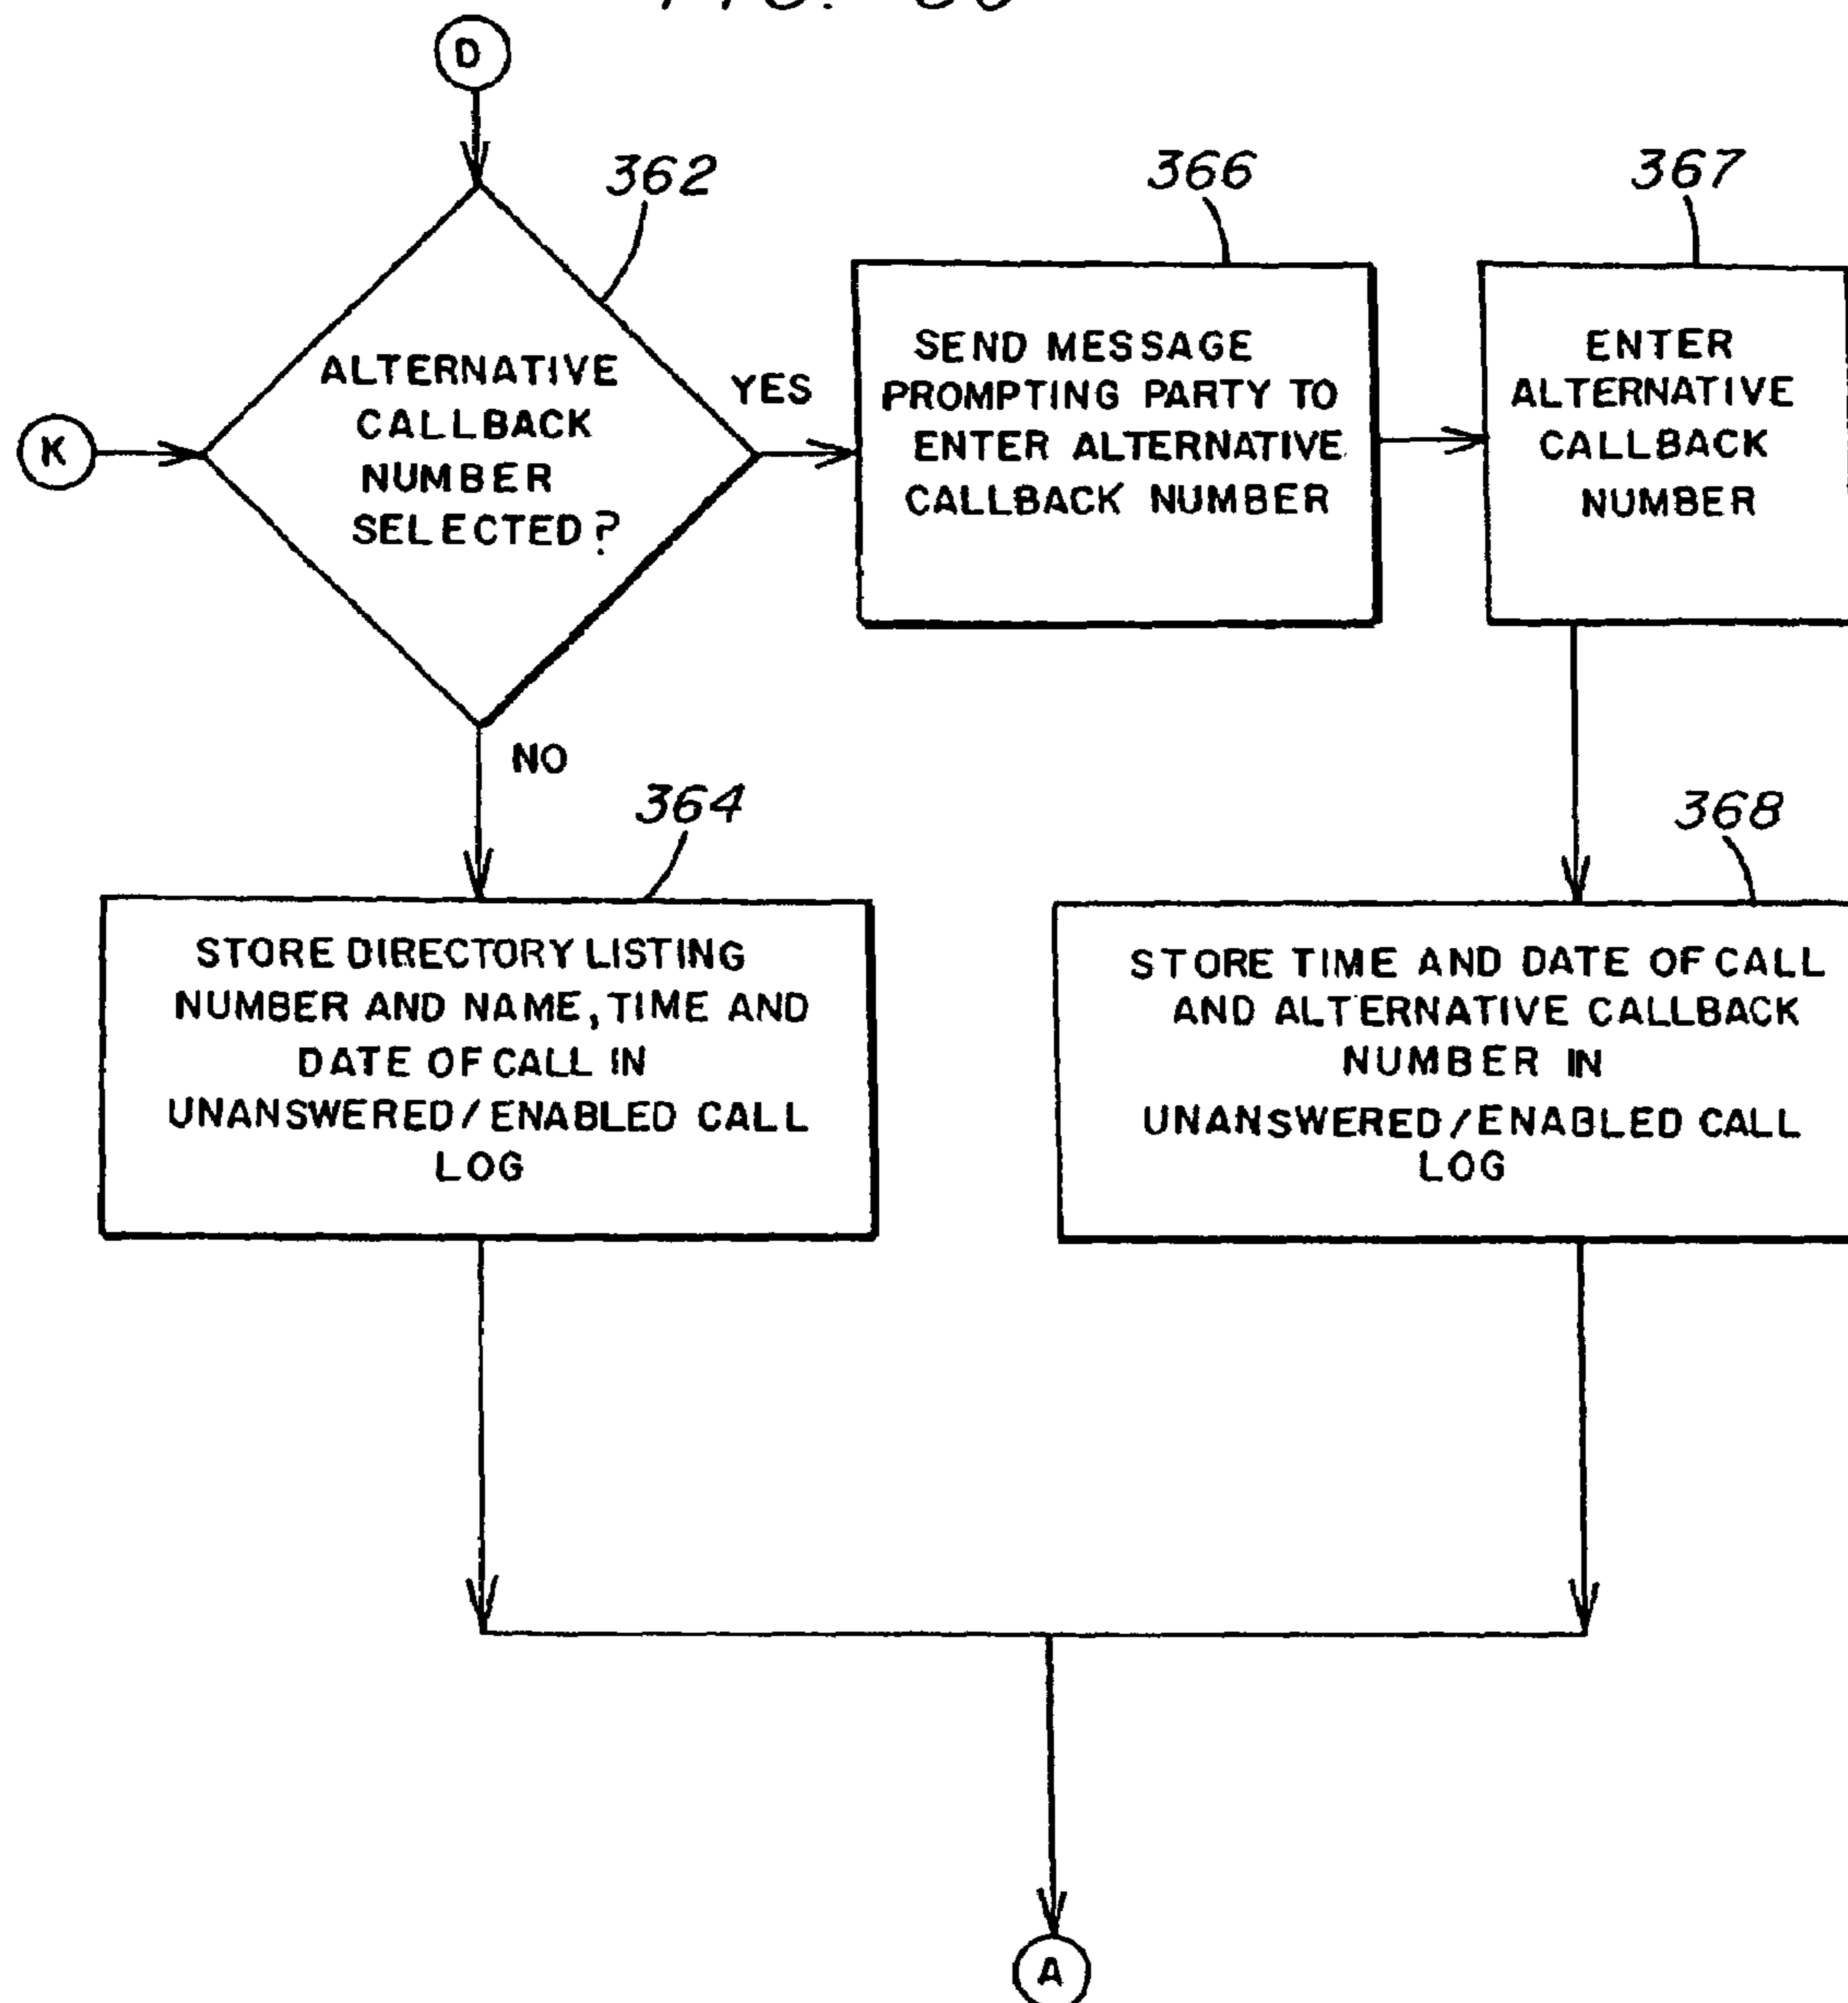 D
362
366
367
ALTERNATIVE
CALLBACK
NUMBER
SELECTED?
K
YES
SEND MESSAGE
PROMPTING PARTY TO
ENTER ALTERNATIVE
CALLBACK NUMBER
ENTER
ALTERNATIVE
CALLBACK
NUMBER
NO
364
368
STORE DIRECTORY LISTING
NUMBER AND NAME, TIME AND
DATE OF CALL IN
UNANSWERED/ENABLED CALL
LOG
STORE TIME AND DATE OF CALL
AND ALTERNATIVE CALLBACK
NUMBER IN
UNANSWERED/ENABLED CALL
LOG
A